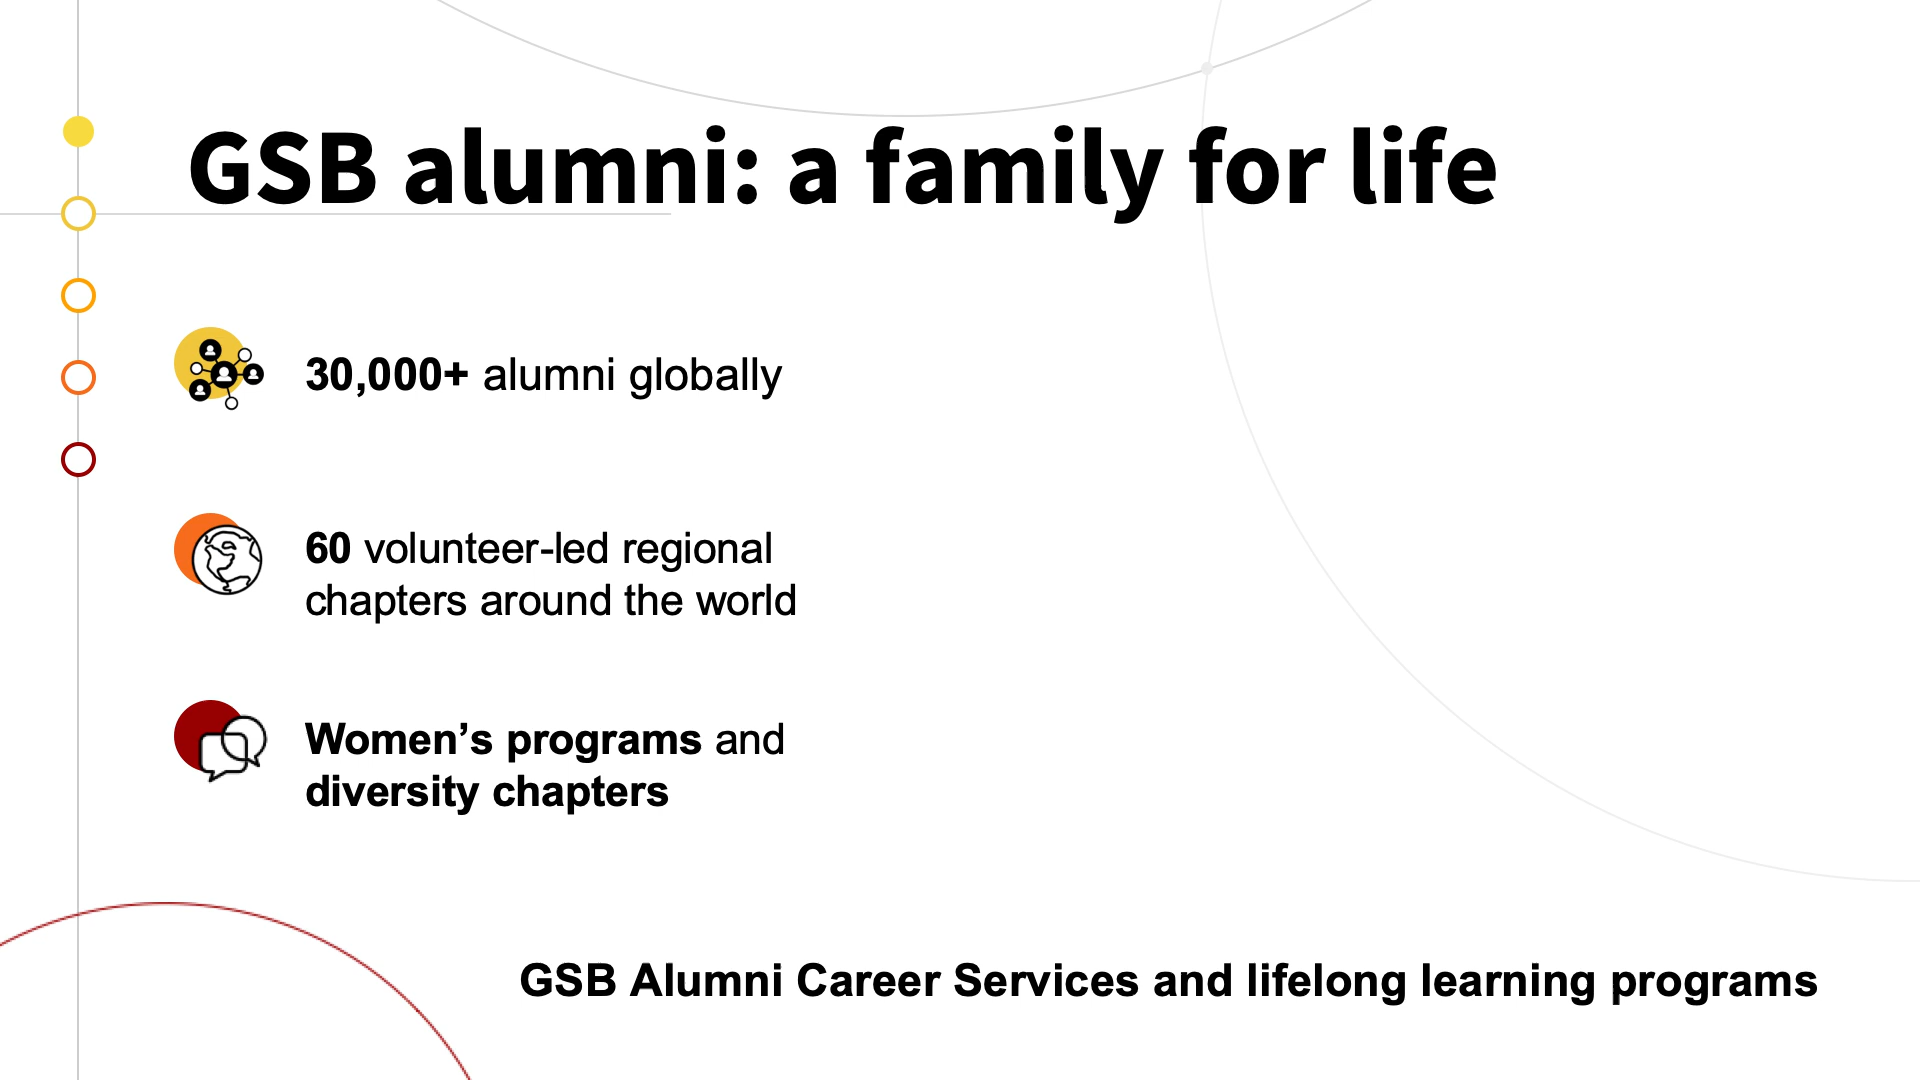 GSB alumni: a family for life
30,000+ alumni globally
60 volunteer-led regional
chapters around the world
Women’s programs and
diversity chapters
GSB Alumni Career Services and lifelong learning programs